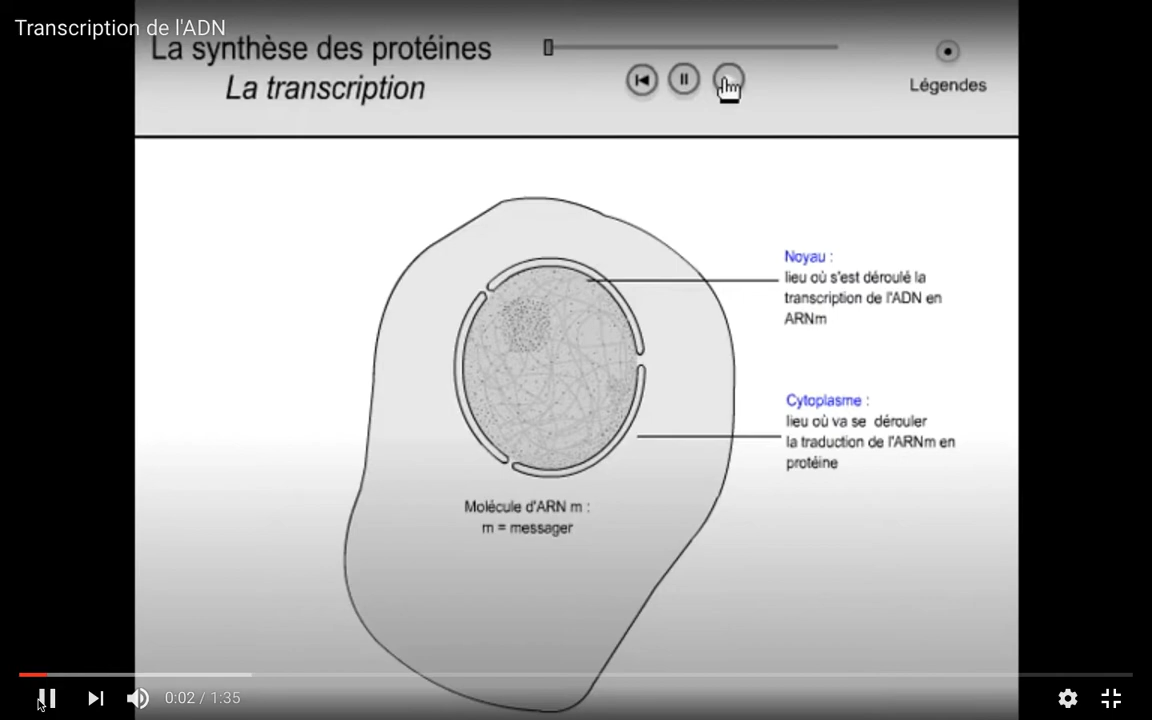 Transcription de l'ADN
La synthèse des protéines
La transcription
Légendes
Noyau :
lieu où s'est déroulé la
transcription de l'ADN en
ARNm
Cytoplasme :
lieu où va se dérouler
la traduction de l'ARNm en
protéine
Molécule d'ARN m :
m = messager
0:02 / 1:35